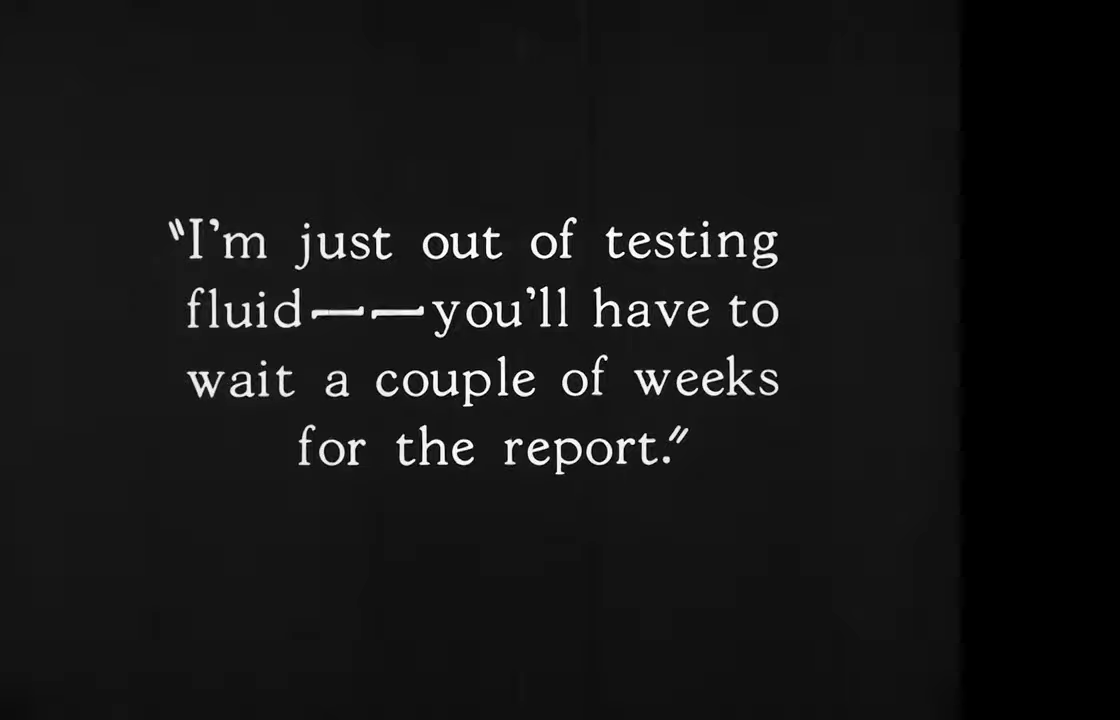 "I'm just out of testing
fluid——you'll have to
wait a couple of weeks
for the report."